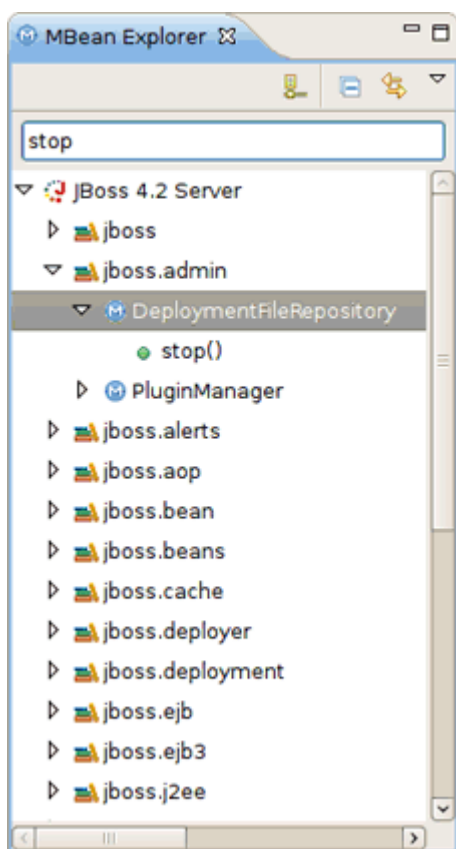 MBean Explorer
stop
JBoss 4.2 Server
jboss
jboss.admin
DeploymentFileRepository
stop()
PluginManager
jboss.alerts
jboss.aop
jboss.bean
jboss.beans
jboss.cache
jboss.deployer
jboss.deployment
jboss.ejb
jboss.ejb3
jboss.j2ee